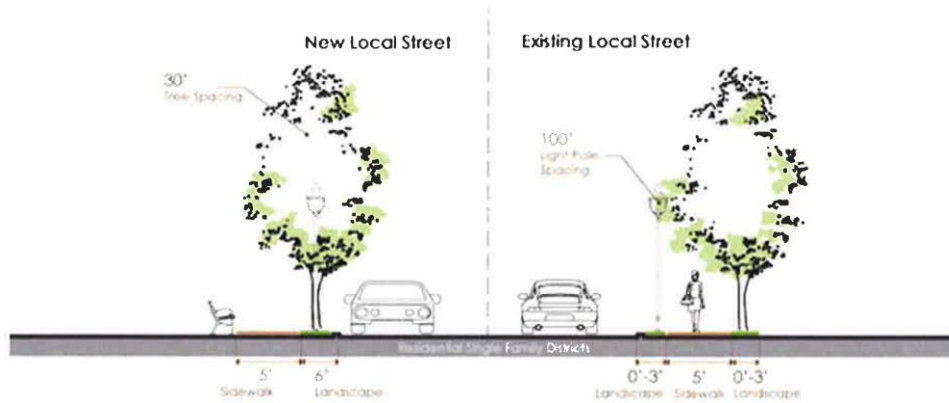 New Local Street
Existing Local Street
30'
Tree Spacing
100'
Light Pole
Spacing
Residential Single Family Districts
5'
Sidewalk
6'
Landscape
0'-3'
Landscape
5'
Sidewalk
0'-3'
Landscape